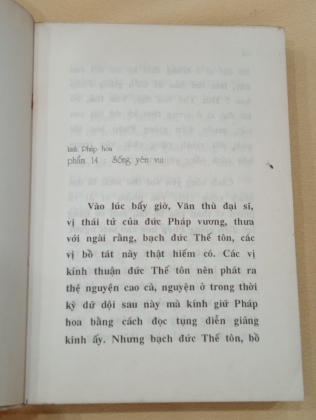 kinh Pháp hoa
phẩn 14 : Sống yên vui
Vào lúc bấy giờ, Văn thù đại sĩ,
vị thái tử của đức Pháp vương, thưa
với ngài rằng, bạch đức Thế tôn, các
vị bồ tát này thật hiếm có. Các vị
kính thuận đức Thế tôn nên phát ra
thệ nguyện cao cả, nguyện ở trong thời
kỳ dữ dội sau này mà kính giữ Pháp
hoa bằng cách đọc tụng diễn giảng
kinh ấy. Nhưng bạch đức Thế tôn, bồ